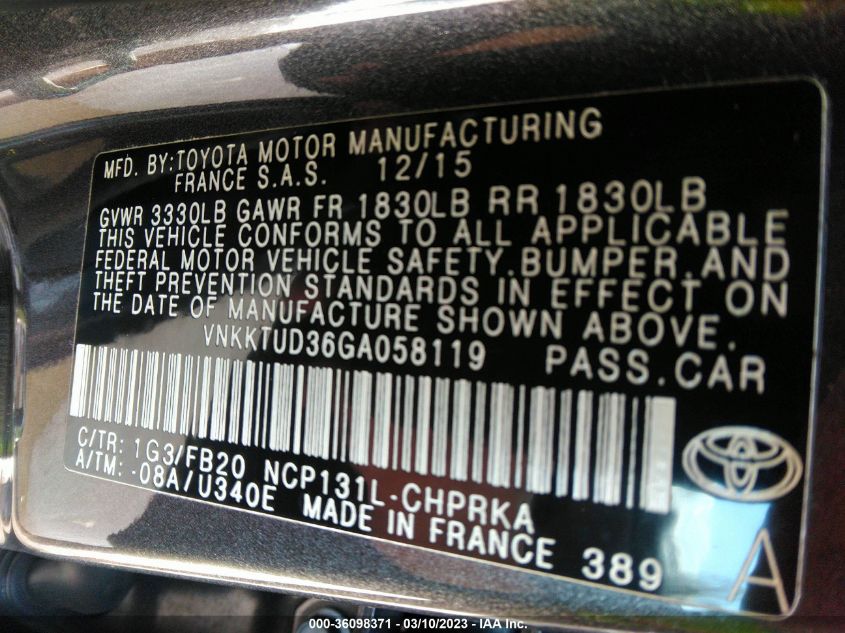 MFD. BY:TOYOTA MOTOR MANUFACTURING
FRANCE S.A.S. 12/15
GVWR 3330LB GAWR FR 1830LB RR 1830LB
THIS VEHICLE CONFORMS TO ALL APPLICABLE
FEDERAL MOTOR VEHICLE SAFETY.BUMPER.AND
THEFT PREVENTION STANDARDS IN EFFECT ON
THE DATE OF MANUFACTURE SHOWN ABOVE.
VNKKTUD36GA058119 PASS.CAR
C/TR: 1G3/FB20 NCP131L-CHPRKA
A/TM: -08A/U340E MADE IN FRANCE 389
A
000-36098371 - 03/10/2023 - IAA Inc.